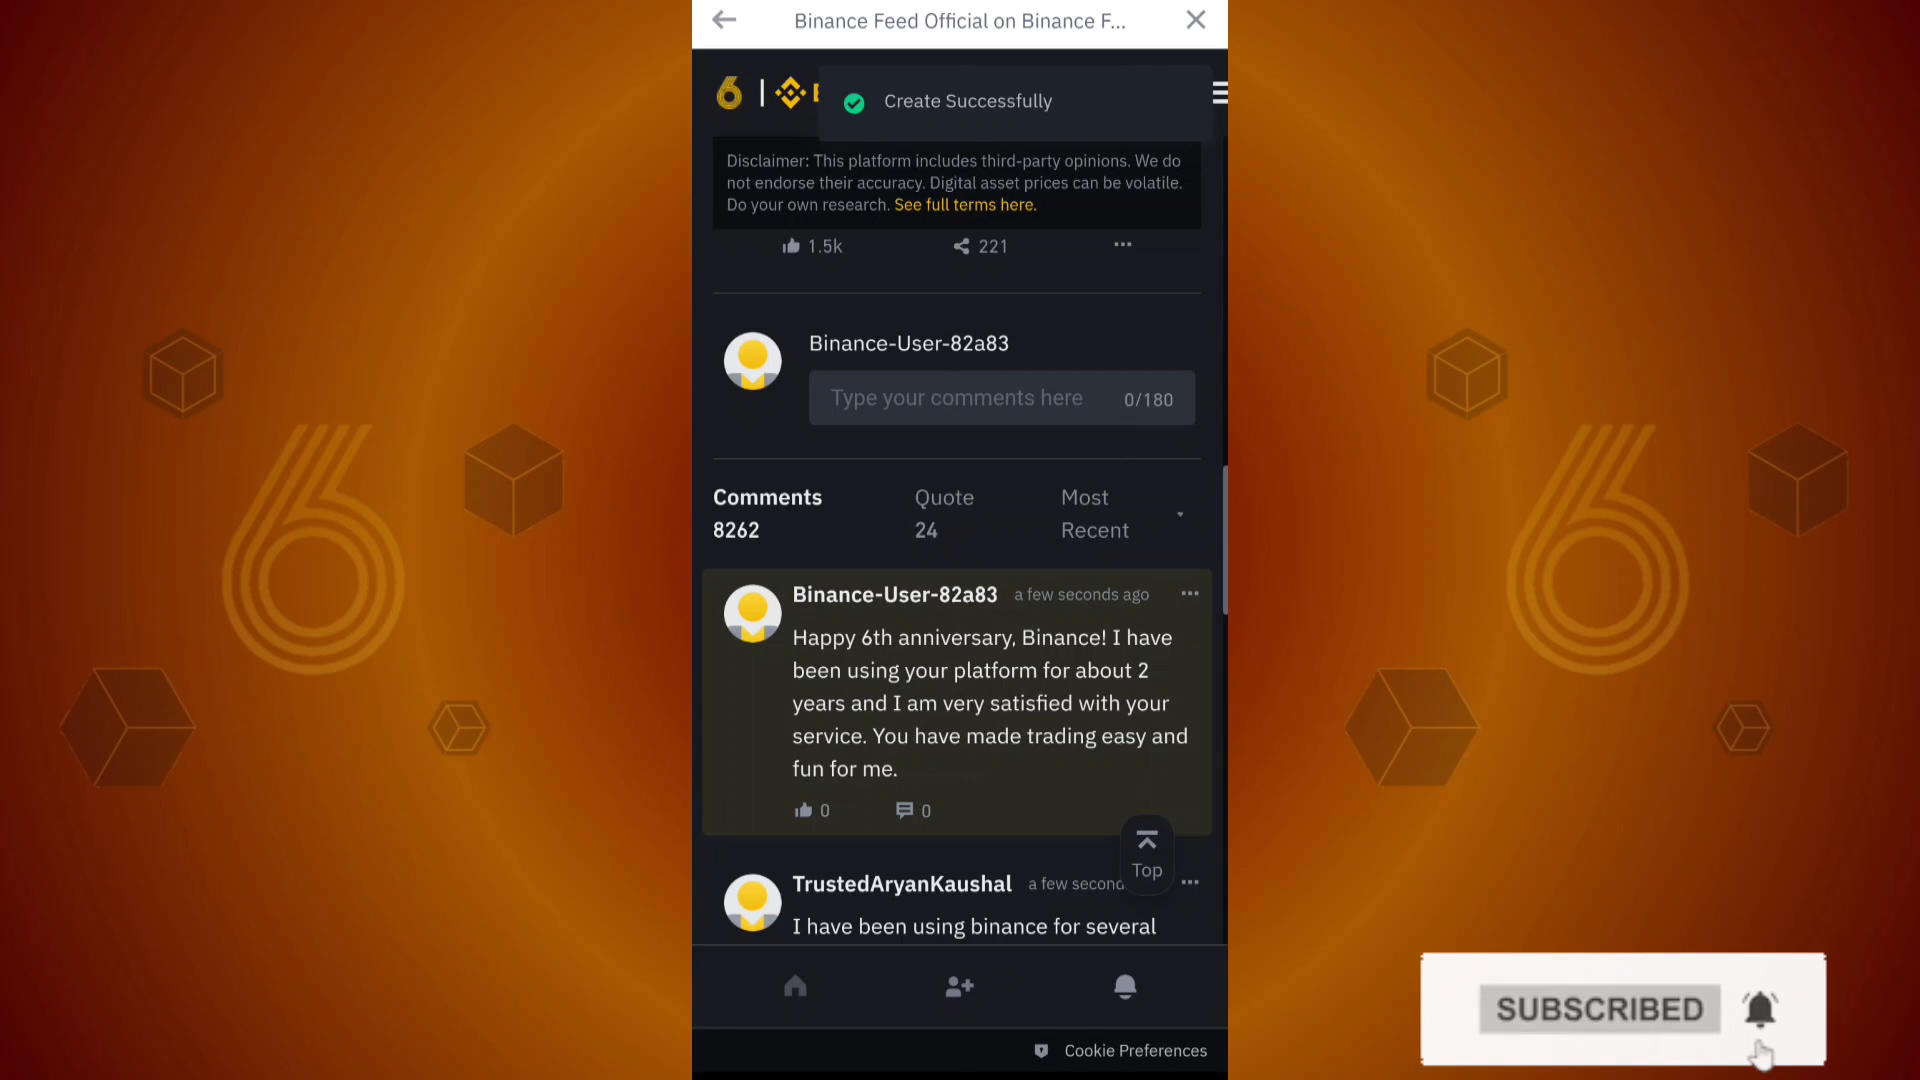 Binance Feed Official on Binance F...
6
Create Successfully
Disclaimer: This platform includes third-party opinions. We do
not endorse their accuracy. Digital asset prices can be volatile.
Do your own research. See full terms here.
1.5k
221
Binance-User-82a83
Type your comments here
0/180
Comments
8262
Quote
24
Most
Recent
Binance-User-82a83 a few seconds ago
Happy 6th anniversary, Binance! I have
been using your platform for about 2
years and I am very satisfied with your
service. You have made trading easy and
fun for me.
0
0
Top
TrustedAryanKaushal a few second
I have been using binance for several
Cookie Preferences
6
6
SUBSCRIBED